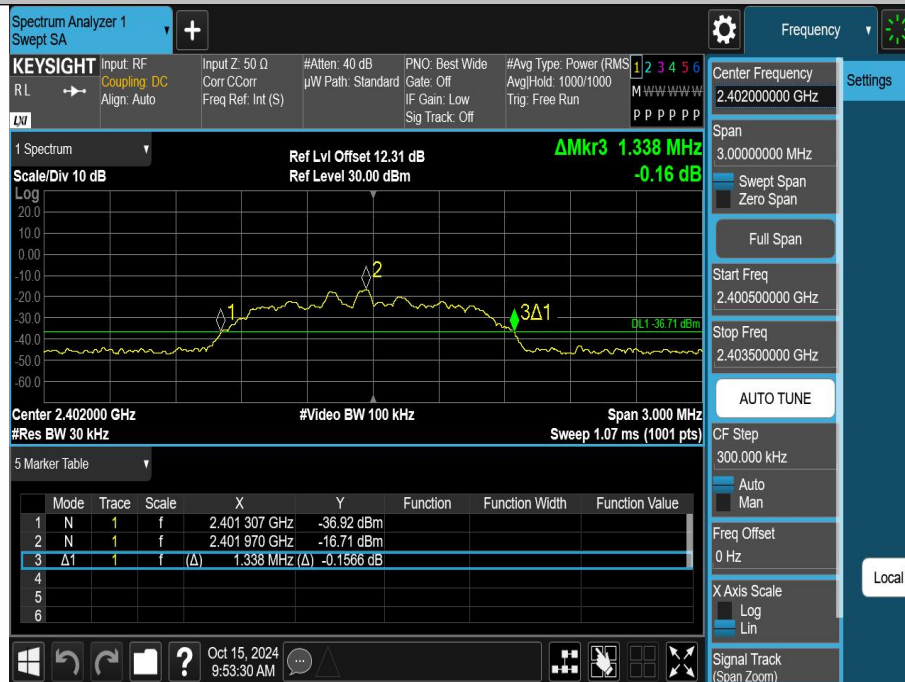 Spectrum Analyzer 1
Swept SA
+
Frequency
KEYSIGHT
RL
LXI
Input: RF
Coupling: DC
Align: Auto
Input Z: 50 Ω
Corr CCorr
Freq Ref: Int (S)
#Atten: 40 dB
µW Path: Standard
PNO: Best Wide
Gate: Off
IF Gain: Low
Sig Track: Off
#Avg Type: Power (RMS
Avg|Hold: 1000/1000
Trig: Free Run
1 2 3 4 5 6
M W W W W W
P P P P P P
1 Spectrum
Scale/Div 10 dB
Ref Lvl Offset 12.31 dB
Ref Level 30.00 dBm
ΔMkr3 1.338 MHz
-0.16 dB
Log
20.0
10.0
0.00
-10.0
-20.0
-30.0
-40.0
-50.0
-60.0
1
2
3Δ1
DL1 -36.71 dBm
Center 2.402000 GHz
#Video BW 100 kHz
Span 3.000 MHz
#Res BW 30 kHz
Sweep 1.07 ms (1001 pts)
5 Marker Table
Mode Trace Scale X Y Function Function Width Function Value
1 N 1 f 2.401 307 GHz -36.92 dBm
2 N 1 f 2.401 970 GHz -16.71 dBm
3 Δ1 1 f (Δ) 1.338 MHz (Δ) -0.1566 dB
4
5
6
Oct 15, 2024
9:53:30 AM
?
Center Frequency
2.402000000 GHz
Settings
Span
3.00000000 MHz
Swept Span
Zero Span
Full Span
Start Freq
2.400500000 GHz
Stop Freq
2.403500000 GHz
AUTO TUNE
CF Step
300.000 kHz
Auto
Man
Freq Offset
0 Hz
Local
X Axis Scale
Log
Lin
Signal Track
(Span Zoom)